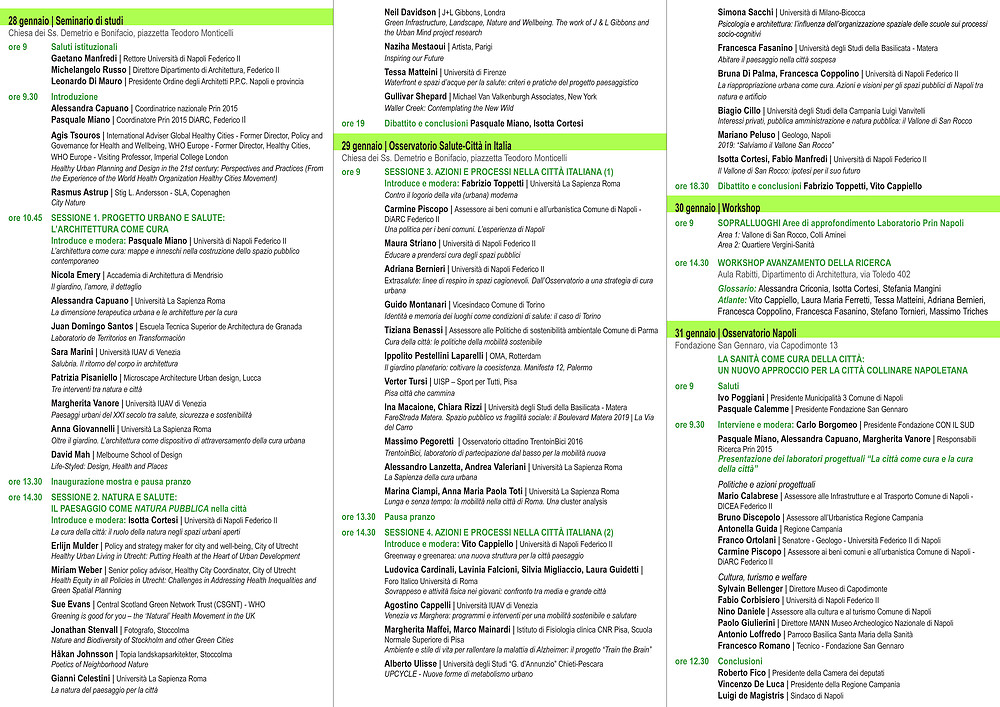 28 gennaio | Seminario di studi
Chiesa dei Ss. Demetrio e Bonifacio, piazzetta Teodoro Monticelli
ore 9 Saluti istituzionali
Gaetano Manfredi | Rettore Università di Napoli Federico II
Michelangelo Russo | Direttore Dipartimento di Architettura, Federico II
Leonardo Di Mauro | Presidente Ordine degli Architetti P.P.C. Napoli e provincia
ore 9.30 Introduzione
Alessandra Capuano | Coordinatrice nazionale Prin 2015
Pasquale Miano | Coordinatore Prin 2015 DiARC, Federico II
Agis Tsouros | International Adviser Global Healthy Cities - Former Director, Policy and
Governance for Health and Wellbeing, WHO Europe - Former Director, Healthy Cities,
WHO Europe - Visiting Professor, Imperial College London
Healthy Urban Planning and Design in the 21st century: Perspectives and Practices (From
the Experience of the World Health Organization Healthy Cities Movement)
Rasmus Astrup | Stig L. Andersson - SLA, Copenaghen
City Nature
ore 10.45 SESSIONE 1. PROGETTO URBANO E SALUTE:
L'ARCHITETTURA COME CURA
Introduce e modera: Pasquale Miano | Università di Napoli Federico II
L'architettura come cura: mappe e inneschi nella costruzione dello spazio pubblico
contemporaneo
Nicola Emery | Accademia di Architettura di Mendrisio
Il giardino, l'amore, il dettaglio
Alessandra Capuano | Università La Sapienza Roma
La dimensione terapeutica urbana e le architetture per la cura
Juan Domingo Santos | Escuela Tecnica Superior de Architectura de Granada
Laboratorio de Territorios en Transformación
Sara Marini | Università IUAV di Venezia
Salubria. Il ritorno del corpo in architettura
Patrizia Pisaniello | Microscape Architecture Urban design, Lucca
Tre interventi tra natura e città
Margherita Vanore | Università IUAV di Venezia
Paesaggi urbani del XXI secolo tra salute, sicurezza e sostenibilità
Anna Giovannelli | Università La Sapienza Roma
Oltre il giardino. L'architettura come dispositivo di attraversamento della cura urbana
David Mah | Melbourne School of Design
Life-Styled: Design, Health and Places
ore 13.30 Inaugurazione mostra e pausa pranzo
ore 14.30 SESSIONE 2. NATURA E SALUTE:
IL PAESAGGIO COME NATURA PUBBLICA nella città
Introduce e modera: Isotta Cortesi | Università di Napoli Federico II
La cura della città: il ruolo della natura negli spazi urbani aperti
Erlijn Mulder | Policy and strategy maker for city and well-being, City of Utrecht
Healthy Urban Living in Utrecht: Putting Health at the Heart of Urban Development
Miriam Weber | Senior policy advisor, Healthy City Coordinator, City of Utrecht
Health Equity in all Policies in Utrecht: Challenges in Addressing Health Inequalities and
Green Spatial Planning
Sue Evans | Central Scotland Green Network Trust (CSGNT) - WHO
Greening is good for you – the 'Natural' Health Movement in the UK
Jonathan Stenvall | Fotografo, Stoccolma
Nature and Biodiversity of Stockholm and other Green Cities
Håkan Johnsson | Topia landskapsarkitekter, Stoccolma
Poetics of Neighborhood Nature
Gianni Celestini | Università La Sapienza Roma
La natura del paesaggio per la città
Neil Davidson | J+L Gibbons, Londra
Green Infrastructure, Landscape, Nature and Wellbeing. The work of J & L Gibbons and
the Urban Mind project research
Naziha Mestaoui | Artista, Parigi
Inspiring our Future
Tessa Matteini | Università di Firenze
Waterfront e spazi d'acque per la salute: criteri e pratiche del progetto paesaggistico
Gullivar Shepard | Michael Van Valkenburgh Associates, New York
Waller Creek: Contemplating the New Wild
ore 19 Dibattito e conclusioni Pasquale Miano, Isotta Cortesi
29 gennaio | Osservatorio Salute-Città in Italia
Chiesa dei Ss. Demetrio e Bonifacio, piazzetta Teodoro Monticelli
ore 9 SESSIONE 3. AZIONI E PROCESSI NELLA CITTÀ ITALIANA (1)
Introduce e modera: Fabrizio Toppetti | Università La Sapienza Roma
Contro il logorio della vita (urbana) moderna
Carmine Piscopo | Assessore ai beni comuni e all'urbanistica Comune di Napoli -
DiARC Federico II
Una politica per i beni comuni. L'esperienza di Napoli
Maura Striano | Università di Napoli Federico II
Educare a prendersi cura degli spazi pubblici
Adriana Bernieri | Università di Napoli Federico II
Extrasalute: linee di respiro in spazi cagionevoli. Dall'Osservatorio a una strategia di cura
urbana
Guido Montanari | Vicesindaco Comune di Torino
Identità e memoria dei luoghi come condizioni di salute: il caso di Torino
Tiziana Benassi | Assessore alle Politiche di sostenibilità ambientale Comune di Parma
Cura della città: le politiche della mobilità sostenibile
Ippolito Pestellini Laparelli | OMA, Rotterdam
Il giardino planetario: coltivare la coesistenza. Manifesta 12, Palermo
Verter Tursi | UISP – Sport per Tutti, Pisa
Pisa città che cammina
Ina Macaione, Chiara Rizzi | Università degli Studi della Basilicata - Matera
FareStrada Matera. Spazio pubblico vs fragilità sociale: il Boulevard Matera 2019 | La Via
del Carro
Massimo Pegoretti | Osservatorio cittadino TrentoinBici 2016
TrentoinBici, laboratorio di partecipazione dal basso per la mobilità nuova
Alessandro Lanzetta, Andrea Valeriani | Università La Sapienza Roma
La Sapienza della cura urbana
Marina Ciampi, Anna Maria Paola Toti | Università La Sapienza Roma
Lunga e senza tempo: la mobilità nella città di Roma. Una cluster analysis
ore 13.30 Pausa pranzo
ore 14.30 SESSIONE 4. AZIONI E PROCESSI NELLA CITTÀ ITALIANA (2)
Introduce e modera: Vito Cappiello | Università di Napoli Federico II
Greenway e greenarea: una nuova struttura per la città paesaggio
Ludovica Cardinali, Lavinia Falcioni, Silvia Migliaccio, Laura Guidetti |
Foro Italico Università di Roma
Sovrappeso e attività fisica nei giovani: confronto tra media e grande città
Agostino Cappelli | Università IUAV di Venezia
Venezia vs Marghera: programmi e interventi per una mobilità sostenibile e salutare
Margherita Maffei, Marco Mainardi | Istituto di Fisiologia clinica CNR Pisa, Scuola
Normale Superiore di Pisa
Ambiente e stile di vita per rallentare la malattia di Alzheimer: il progetto "Train the Brain"
Alberto Ulisse | Università degli Studi "G. d'Annunzio" Chieti-Pescara
UPCYCLE - Nuove forme di metabolismo urbano
Simona Sacchi | Università di Milano-Bicocca
Psicologia e architettura: l'influenza dell'organizzazione spaziale delle scuole sui processi
socio-cognitivi
Francesca Fasanino | Università degli Studi della Basilicata - Matera
Abitare il paesaggio nella città sospesa
Bruna Di Palma, Francesca Coppolino | Università di Napoli Federico II
La riappropriazione urbana come cura. Azioni e visioni per gli spazi pubblici di Napoli tra
natura e artificio
Biagio Cillo | Università degli Studi della Campania Luigi Vanvitelli
Interessi privati, pubblica amministrazione e natura pubblica: il Vallone di San Rocco
Mariano Peluso | Geologo, Napoli
2019: "Salviamo il Vallone San Rocco"
Isotta Cortesi, Fabio Manfredi | Università di Napoli Federico II
Il Vallone di San Rocco: ipotesi per il suo futuro
ore 18.30 Dibattito e conclusioni Fabrizio Toppetti, Vito Cappiello
30 gennaio | Workshop
ore 9 SOPRALLUOGHI Aree di approfondimento Laboratorio Prin Napoli
Area 1: Vallone di San Rocco, Colli Aminei
Area 2: Quartiere Vergini-Sanità
ore 14.30 WORKSHOP AVANZAMENTO DELLA RICERCA
Aula Rabitti, Dipartimento di Architettura, via Toledo 402
Glossario: Alessandra Criconia, Isotta Cortesi, Stefania Mangini
Atlante: Vito Cappiello, Laura Maria Ferretti, Tessa Matteini, Adriana Bernieri,
Francesca Coppolino, Francesca Fasanino, Stefano Tornieri, Massimo Triches
31 gennaio | Osservatorio Napoli
Fondazione San Gennaro, via Capodimonte 13
LA SANITÀ COME CURA DELLA CITTÀ:
UN NUOVO APPROCCIO PER LA CITTÀ COLLINARE NAPOLETANA
ore 9 Saluti
Ivo Poggiani | Presidente Municipalità 3 Comune di Napoli
Pasquale Calemme | Presidente Fondazione San Gennaro
ore 9.30 Interviene e modera: Carlo Borgomeo | Presidente Fondazione CON IL SUD
Pasquale Miano, Alessandra Capuano, Margherita Vanore | Responsabili
Ricerca Prin 2015
Presentazione dei laboratori progettuali "La città come cura e la cura
della città"
Politiche e azioni progettuali
Mario Calabrese | Assessore alle Infrastrutture e al Trasporto Comune di Napoli -
DICEA Federico II
Bruno Discepolo | Assessore all'Urbanistica Regione Campania
Antonella Guida | Regione Campania
Franco Ortolani | Senatore - Geologo - Università Federico II di Napoli
Carmine Piscopo | Assessore ai beni comuni e all'urbanistica Comune di Napoli -
DiARC Federico II
Cultura, turismo e welfare
Sylvain Bellenger | Direttore Museo di Capodimonte
Fabio Corbisiero | Università di Napoli Federico II
Nino Daniele | Assessore alla cultura e al turismo Comune di Napoli
Paolo Giulierini | Direttore MANN Museo Archeologico Nazionale di Napoli
Antonio Loffredo | Parroco Basilica Santa Maria della Sanità
Francesco Romano | Tecnico - Fondazione San Gennaro
ore 12.30 Conclusioni
Roberto Fico | Presidente della Camera dei deputati
Vincenzo De Luca | Presidente della Regione Campania
Luigi de Magistris | Sindaco di Napoli